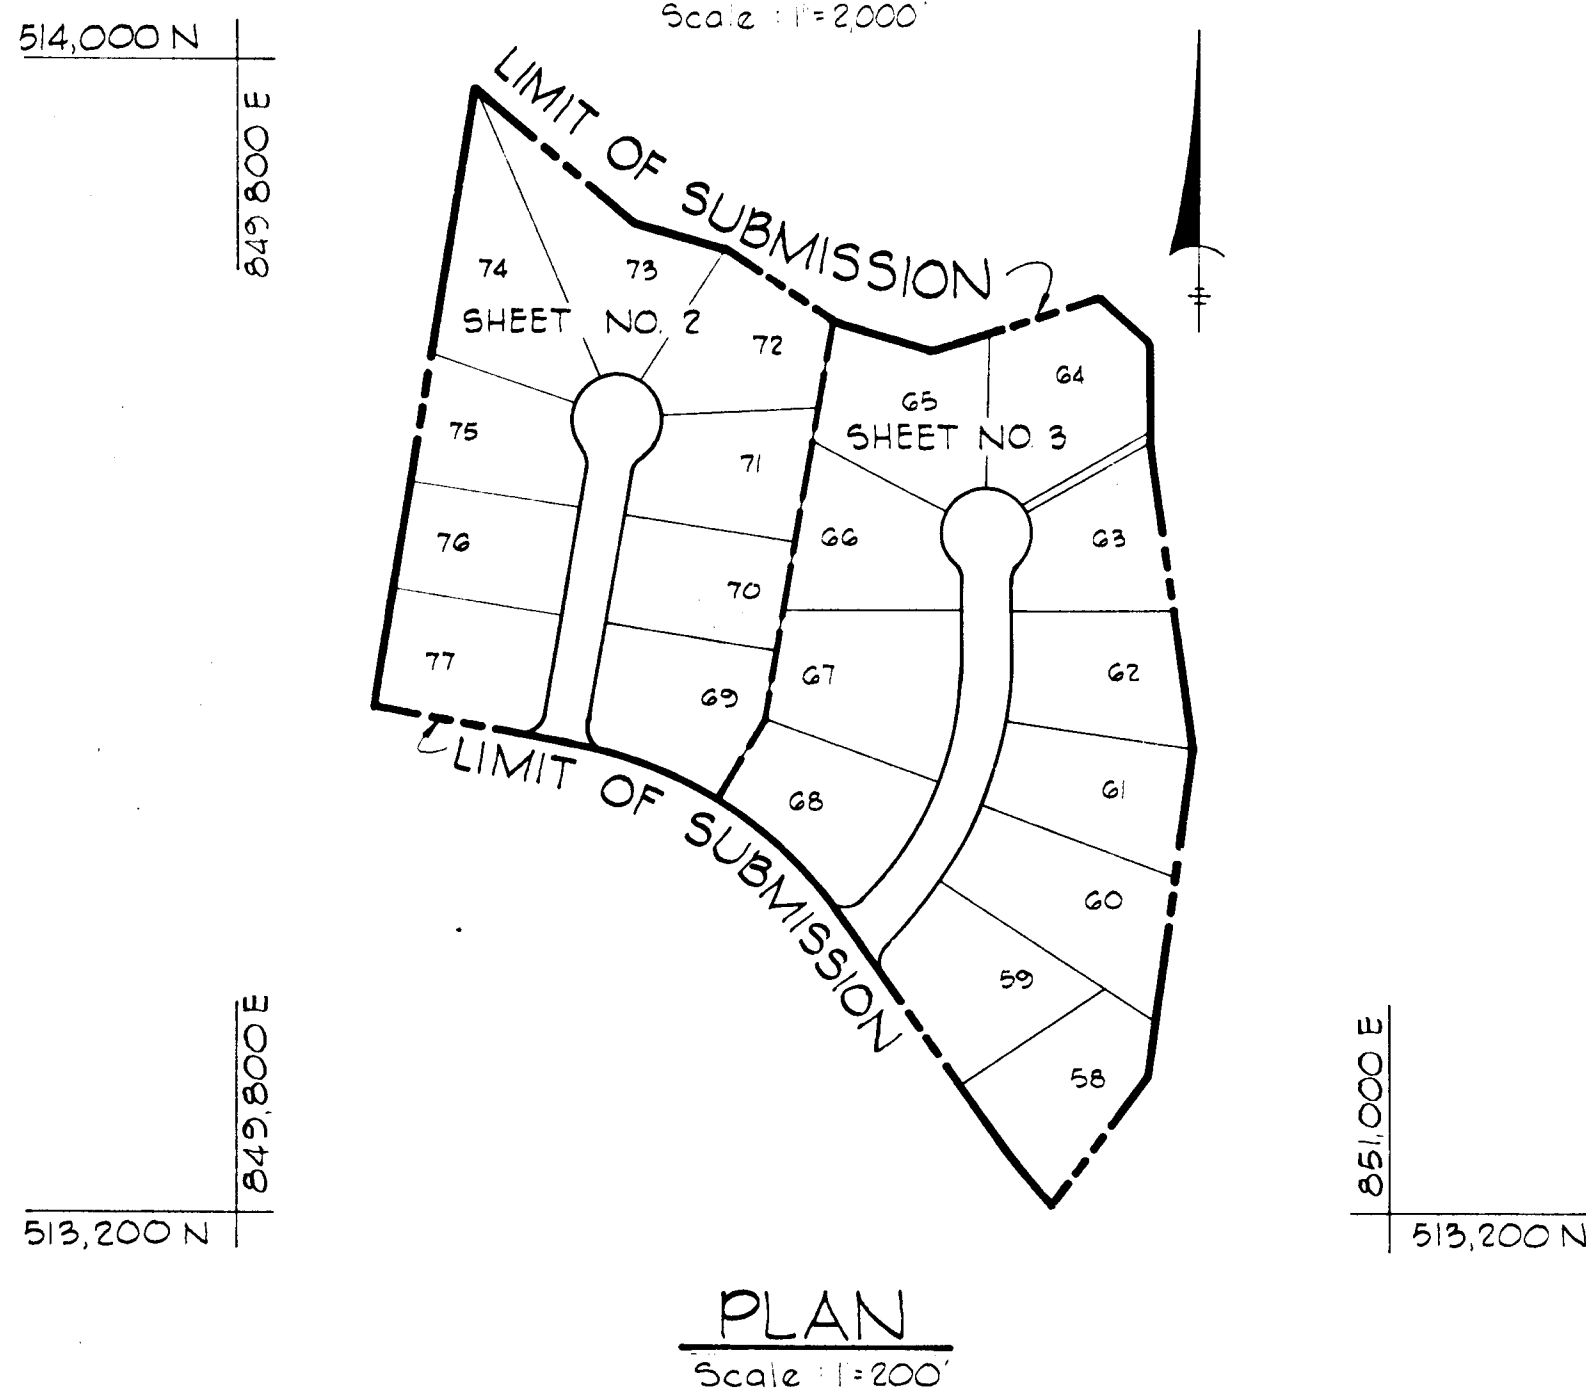 Scale : 1"=2,000'
514,000 N
849,800 E
LIMIT OF SUBMISSION
74
73
SHEET NO. 2
72
64
65
SHEET NO. 3
75
71
66
63
76
70
77
69
67
62
LIMIT OF SUBMISSION
68
61
60
59
58
849,800 E
513,200 N
851,000 E
513,200 N
PLAN
Scale : 1"=200'